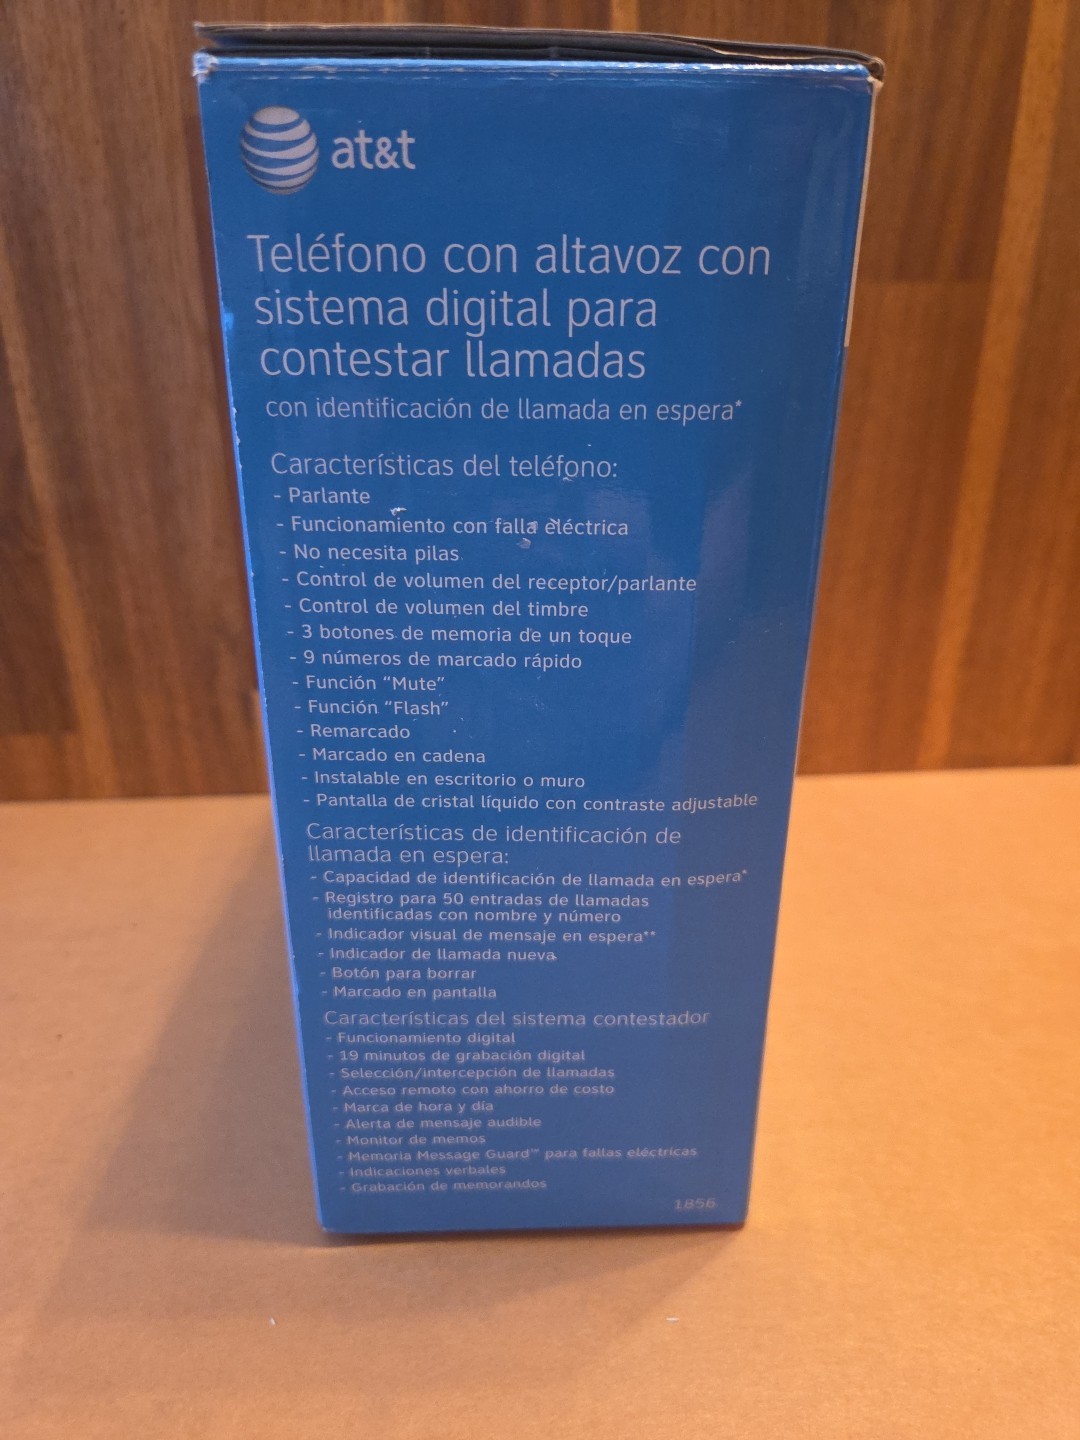 at&t
Teléfono con altavoz con
sistema digital para
contestar llamadas
con identificación de llamada en espera*
Características del teléfono:
- Parlante
- Funcionamiento con falla eléctrica
- No necesita pilas
- Control de volumen del receptor/parlante
- Control de volumen del timbre
- 3 botones de memoria de un toque
- 9 números de marcado rápido
- Función “Mute”
- Función “Flash”
- Remarcado
- Marcado en cadena
- Instalable en escritorio o muro
- Pantalla de cristal líquido con contraste adjustable
Características de identificación de
llamada en espera:
- Capacidad de identificación de llamada en espera*
- Registro para 50 entradas de llamadas
identificadas con nombre y número
- Indicador visual de mensaje en espera**
- Indicador de llamada nueva
- Botón para borrar
- Marcado en pantalla
Características del sistema contestador
- Funcionamiento digital
- 19 minutos de grabación digital
- Selección/intercepción de llamadas
- Acceso remoto con ahorro de costo
- Marca de hora y día
- Alerta de mensaje audible
- Monitor de memos
- Memoria Message Guard™ para fallas eléctricas
- Indicaciones verbales
- Grabación de memorandos
1856